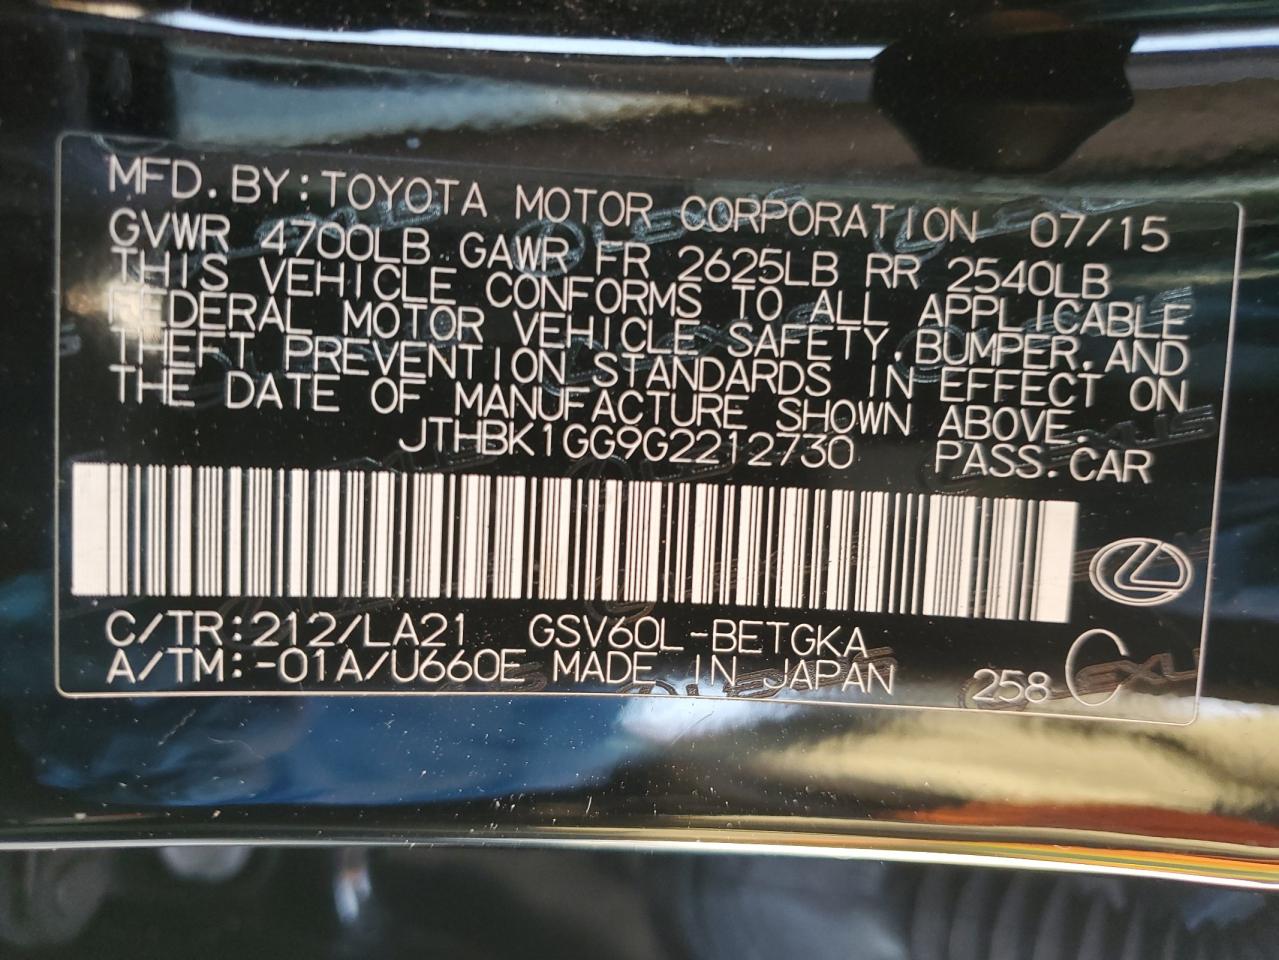 MFD. BY: TOYOTA MOTOR CORPORATION 07/15
GVWR 4700LB GAWR FR 2625LB RR 2540LB
THIS VEHICLE CONFORMS TO ALL APPLICABLE
FEDERAL MOTOR VEHICLE SAFETY, BUMPER, AND
THEFT PREVENTION STANDARDS IN EFFECT ON
THE DATE OF MANUFACTURE SHOWN ABOVE.
JTHBK1GG9G2212730 PASS. CAR
C/TR: 212/LA21 GSV60L-BETGKA
A/TM: -01A/U660E MADE IN JAPAN 258 C